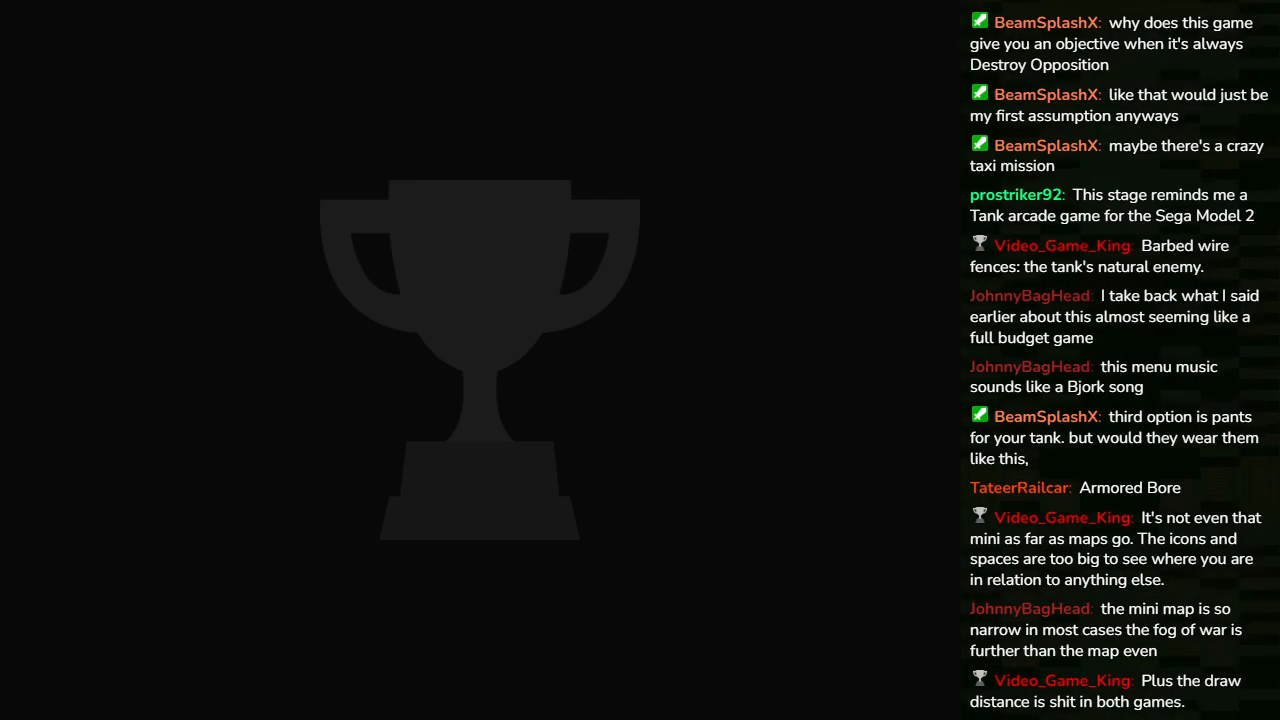 BeamSplashX: why does this game
give you an objective when it's always
Destroy Opposition
BeamSplashX: like that would just be
my first assumption anyways
BeamSplashX: maybe there's a crazy
taxi mission
prostriker92: This stage reminds me a
Tank arcade game for the Sega Model 2
Video_Game_King: Barbed wire
fences: the tank's natural enemy.
JohnnyBagHead: I take back what I said
earlier about this almost seeming like a
full budget game
JohnnyBagHead: this menu music
sounds like a Bjork song
BeamSplashX: third option is pants
for your tank. but would they wear them
like this,
TateerRailcar: Armored Bore
Video_Game_King: It's not even that
mini as far as maps go. The icons and
spaces are too big to see where you are
in relation to anything else.
JohnnyBagHead: the mini map is so
narrow in most cases the fog of war is
further than the map even
Video_Game_King: Plus the draw
distance is shit in both games.